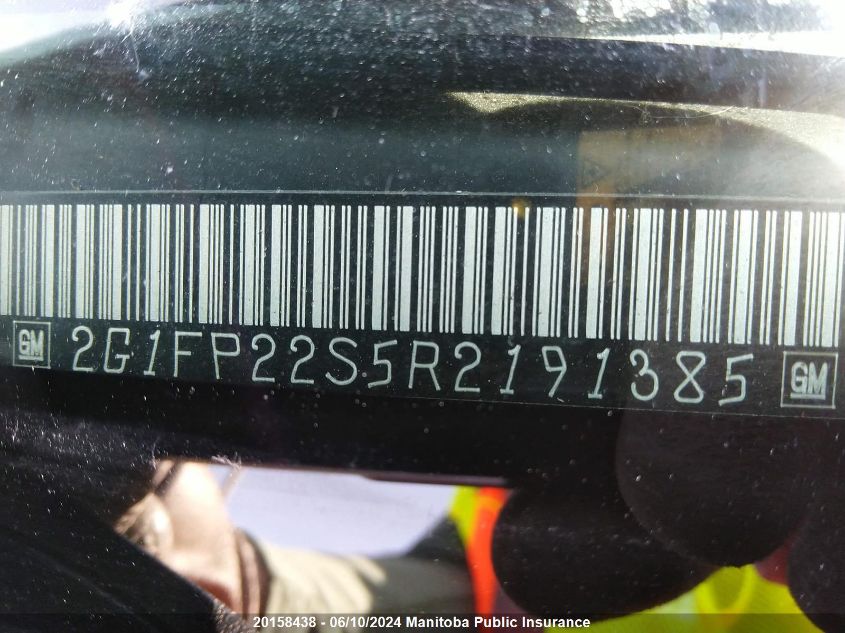 GM 2G1FP22S5R2191385 GM
20158438 - 06/10/2024 Manitoba Public Insurance